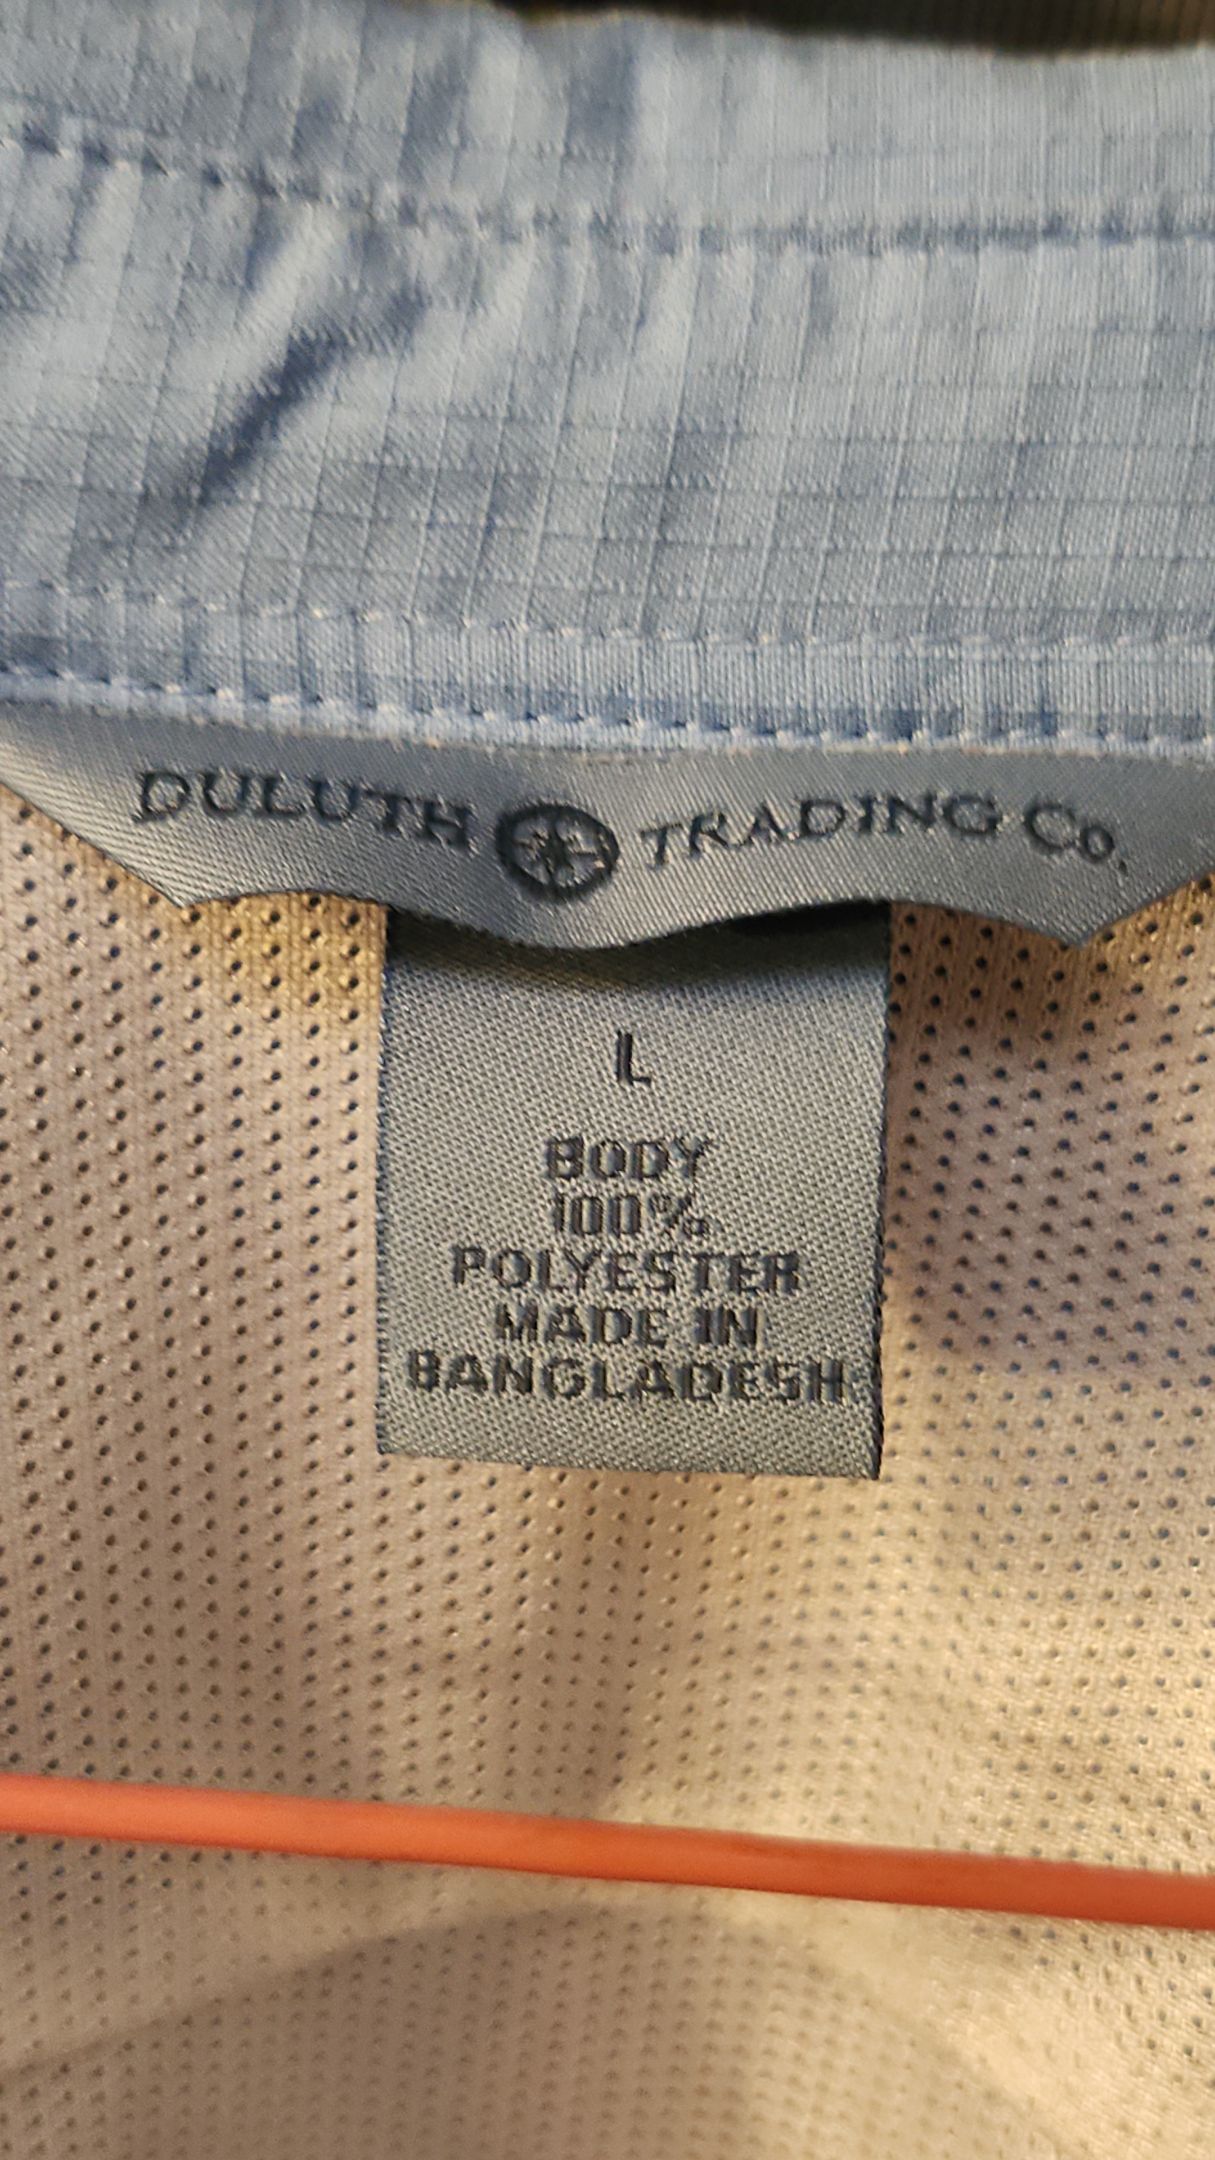 DULUTH TRADING Co.
L
BODY
100%
POLYESTER
MADE IN
BANGLADESH